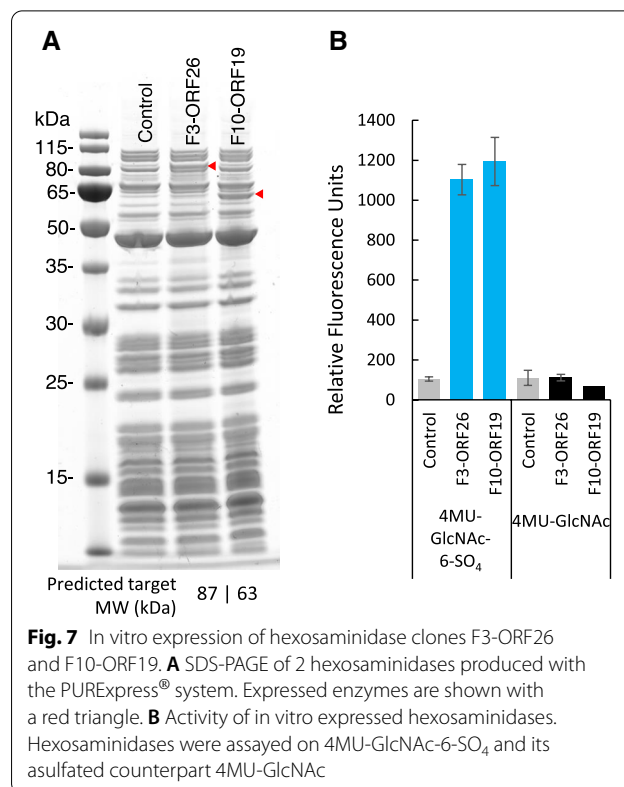 A
kDa
115-
80-
65-
50-
35-
30-
25-
15-
Control
F3-ORF26
F10-ORF19
Predicted target
MW (kDa)
87 | 63
B
Relative Fluorescence Units
1400
1200
1000
800
600
400
200
0
Control
F3-ORF26
F10-ORF19
Control
F3-ORF26
F10-ORF19
4MU-
GlcNAc-
6-SO₄
4MU-GlcNAc
Fig. 7 In vitro expression of hexosaminidase clones F3-ORF26
and F10-ORF19. A SDS-PAGE of 2 hexosaminidases produced with
the PURExpress® system. Expressed enzymes are shown with
a red triangle. B Activity of in vitro expressed hexosaminidases.
Hexosaminidases were assayed on 4MU-GlcNAc-6-SO₄ and its
asulfated counterpart 4MU-GlcNAc